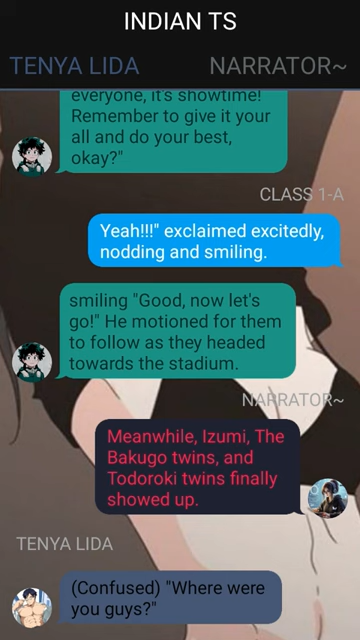 INDIAN TS
TENYA LIDA
NARRATOR~
everyone, it's showtime!
Remember to give it your
all and do your best,
okay?"
CLASS 1-A
Yeah!!!" exclaimed excitedly,
nodding and smiling.
smiling "Good, now let's
go!" He motioned for them
to follow as they headed
towards the stadium.
NARRATOR~
Meanwhile, Izumi, The
Bakugo twins, and
Todoroki twins finally
showed up.
TENYA LIDA
(Confused) "Where were
you guys?"